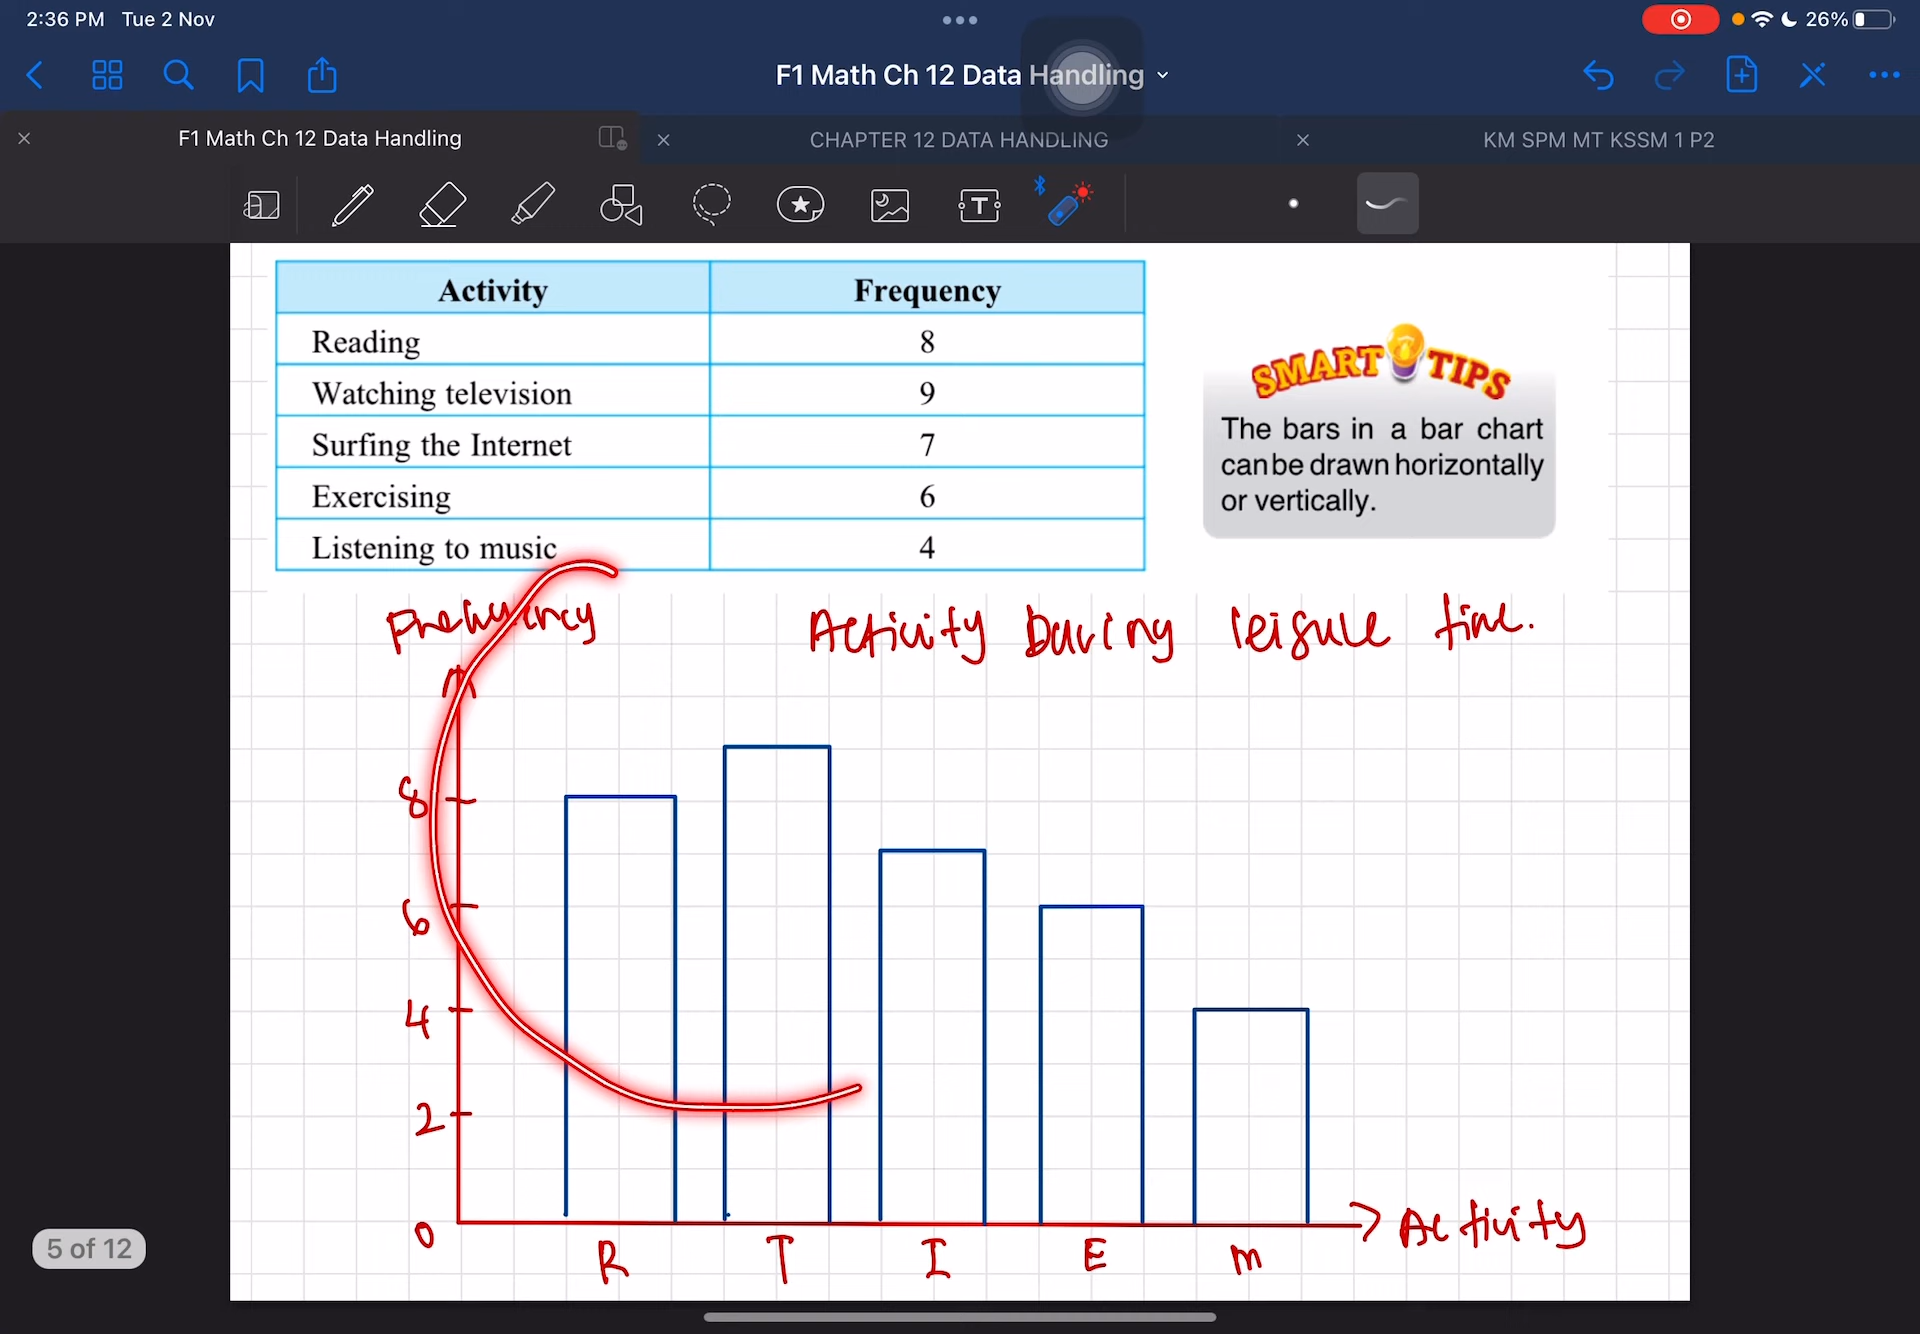 2:36 PM Tue 2 Nov
26%
F1 Math Ch 12 Data Handling
F1 Math Ch 12 Data Handling
CHAPTER 12 DATA HANDLING
KM SPM MT KSSM 1 P2
Activity Frequency
Reading 8
Watching television 9
Surfing the Internet 7
Exercising 6
Listening to music 4
SMART TIPS
The bars in a bar chart
can be drawn horizontally
or vertically.
Frequency
Activity During leisure time.
8
6
4
2
0
R T I E M
Activity
5 of 12